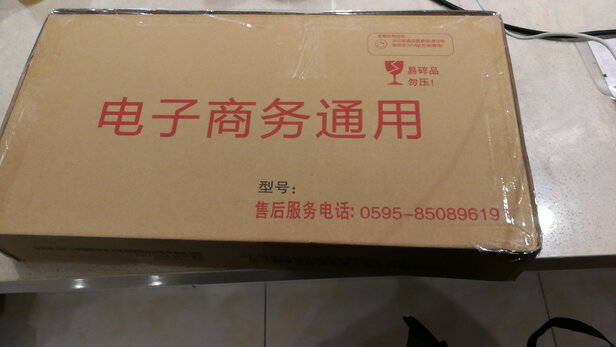 易碎品
勿压!
电子商务通用
型号:
售后服务电话: 0595-85089619